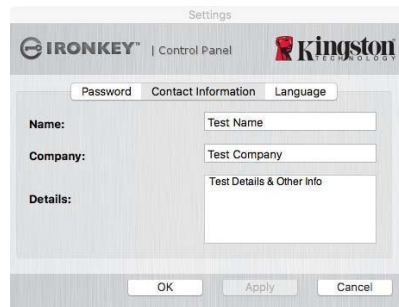 Settings
IRONKEY™ | Control Panel
Kingston
TECHNOLOGY
Password Contact Information Language
Name: Test Name
Company: Test Company
Details: Test Details & Other Info
OK Apply Cancel